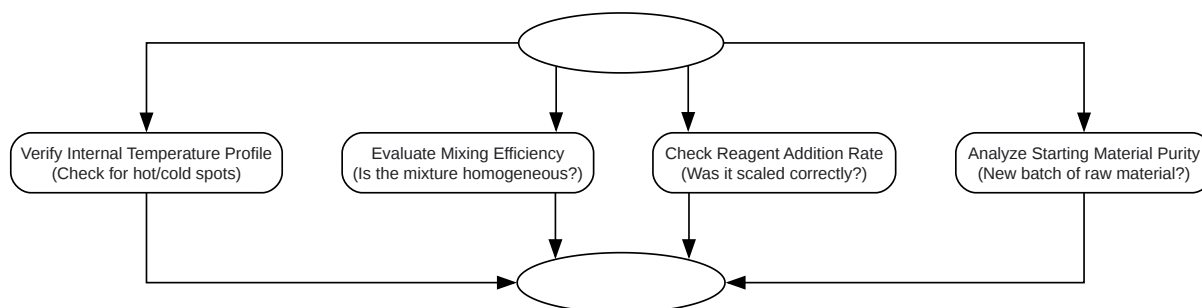 Verify Internal Temperature Profile
(Check for hot/cold spots)
Evaluate Mixing Efficiency
(Is the mixture homogeneous?)
Check Reagent Addition Rate
(Was it scaled correctly?)
Analyze Starting Material Purity
(New batch of raw material?)